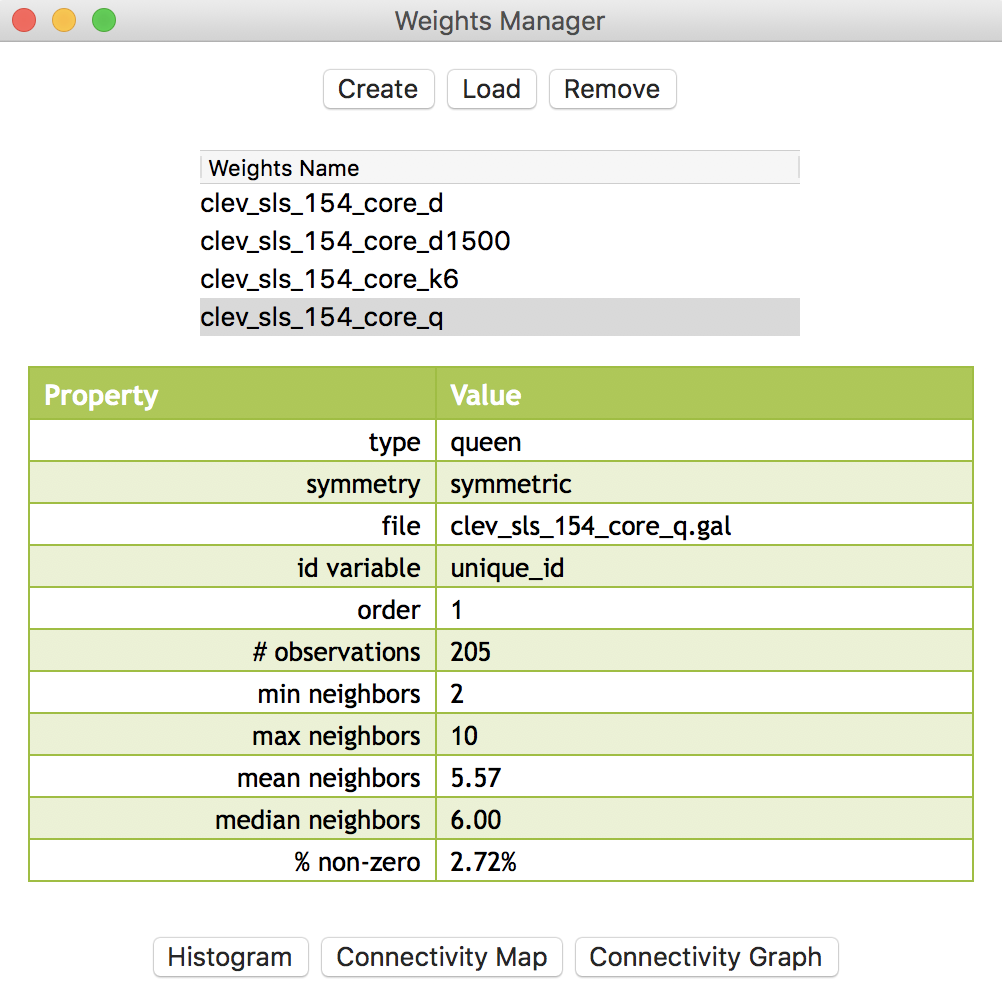 Weights Manager
Create Load Remove
Weights Name
clev_sls_154_core_d
clev_sls_154_core_d1500
clev_sls_154_core_k6
clev_sls_154_core_q
Property Value
type queen
symmetry symmetric
file clev_sls_154_core_q.gal
id variable unique_id
order 1
# observations 205
min neighbors 2
max neighbors 10
mean neighbors 5.57
median neighbors 6.00
% non-zero 2.72%
Histogram Connectivity Map Connectivity Graph